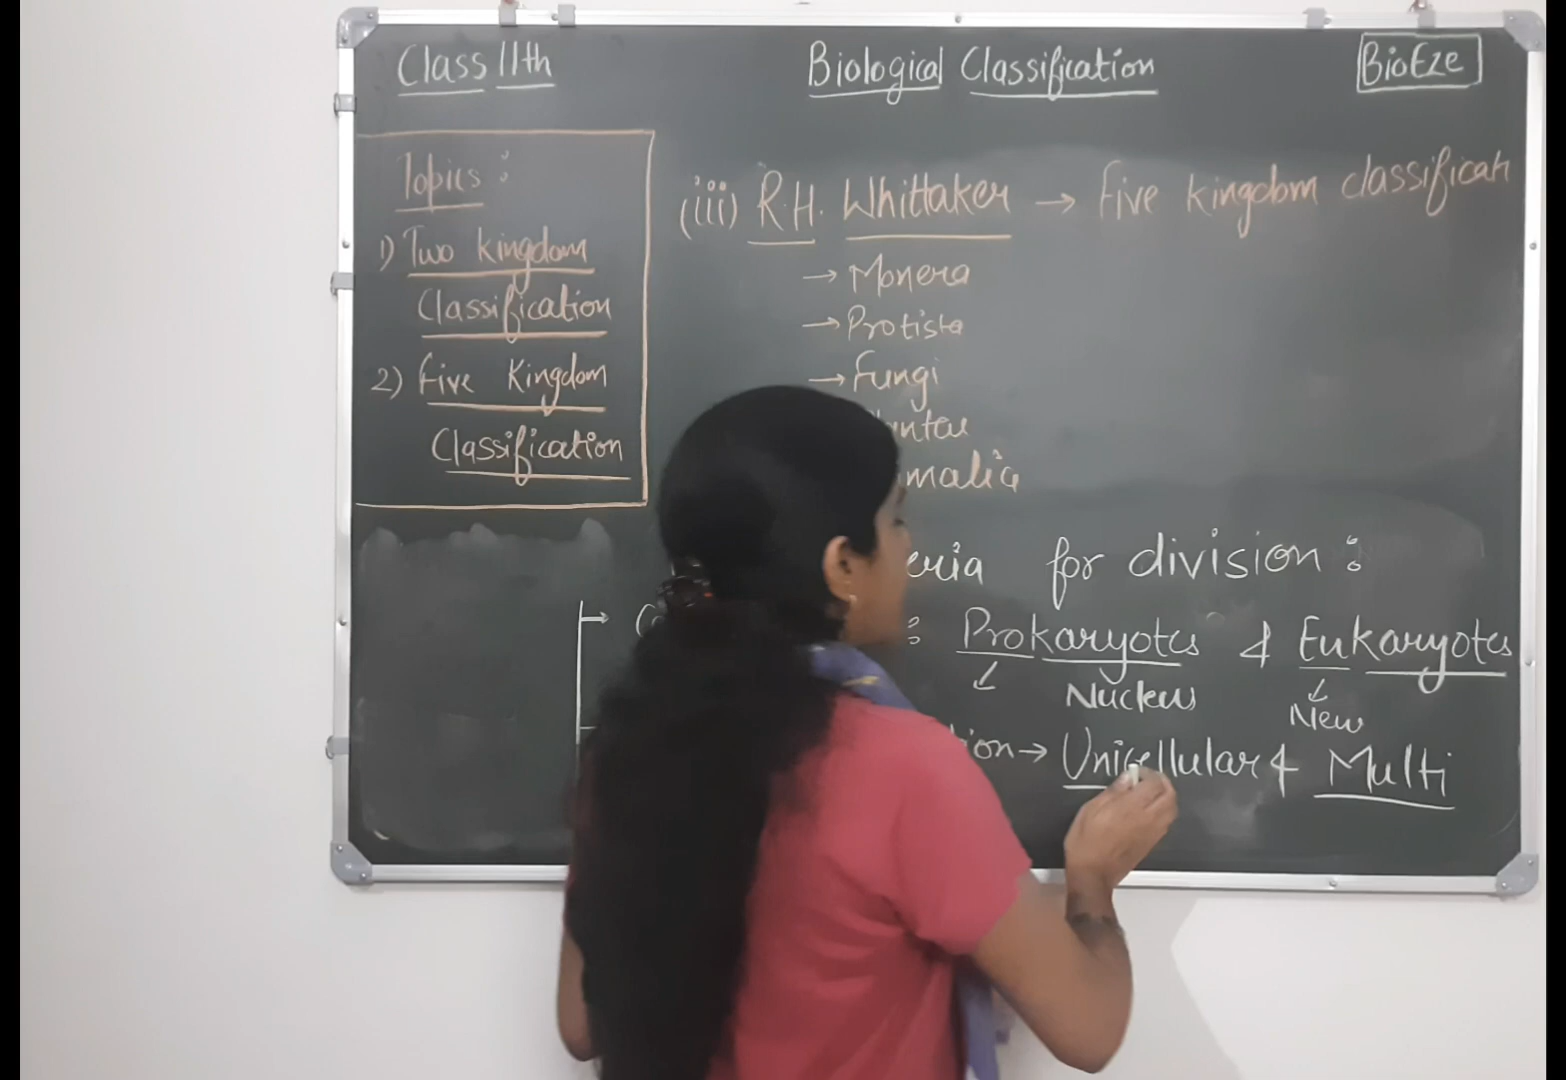 Class 11th
Biological Classification
BioEze
Topics :
1) Two kingdom
Classification
2) Five Kingdom
Classification
(iii) R.H. Whittaker → Five kingdom classificati
→ Monera
→ Protista
→ Fungi
for division :
: Prokaryotes & Eukaryotes
↙ Nucleus ↙
New
→ Unicellular & Multi